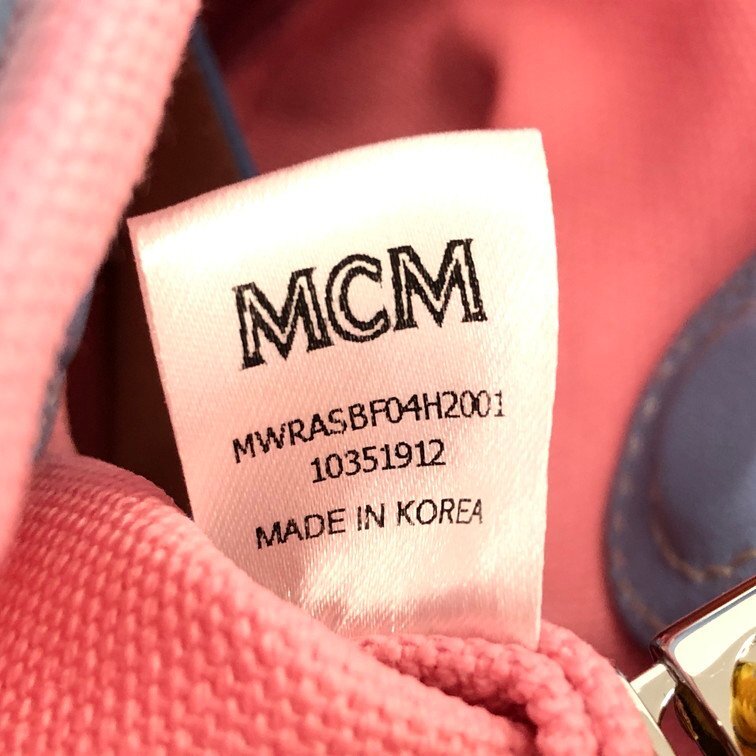 MCM
MWRASBF04H2001
10351912
MADE IN KOREA